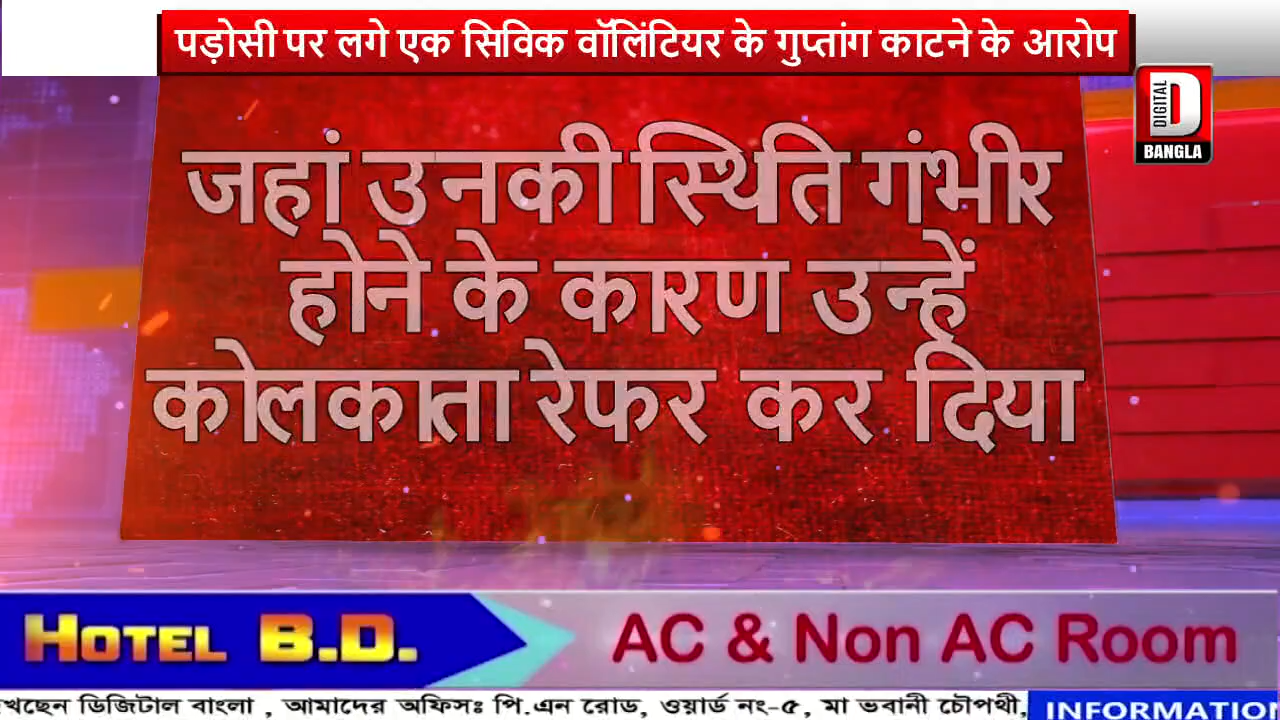 पड़ोसी पर लगे एक सिविक वॉलिंटियर के गुप्तांग काटने के आरोप
DIGITAL
D
BANGLA
जहां उनकी स्थिति गंभीर
होने के कारण उन्हें
कोलकाता रेफर कर दिया
HOTEL B.D.
AC & Non AC Room
ডিজিটাল বাংলা , আমাদের অফিসঃ পি.এন রোড, ওয়ার্ড নং-৫, মা ভবানী চৌপথী,
INFORMATION